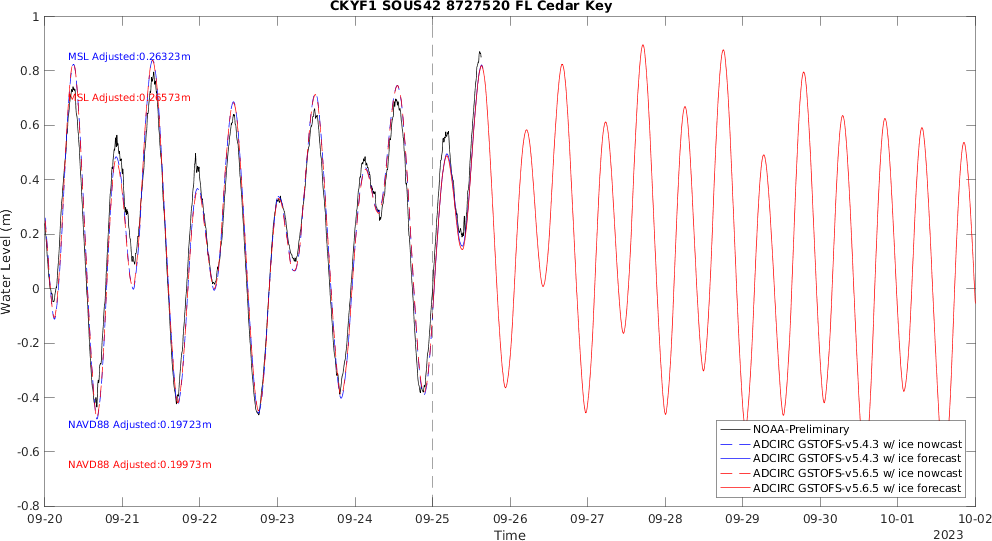 CKYF1 SOUS42 8727520 FL Cedar Key
1
0.8
0.6
0.4
0.2
0
-0.2
-0.4
-0.6
-0.8
Water Level (m)
MSL Adjusted:0.26323m
MSL Adjusted:0.26573m
NAVD88 Adjusted:0.19723m
NAVD88 Adjusted:0.19973m
NOAA-Preliminary
ADCIRC GSTOFS-v5.4.3 w/ ice nowcast
ADCIRC GSTOFS-v5.4.3 w/ ice forecast
ADCIRC GSTOFS-v5.6.5 w/ ice nowcast
ADCIRC GSTOFS-v5.6.5 w/ ice forecast
09-20 09-21 09-22 09-23 09-24 09-25 09-26 09-27 09-28 09-29 09-30 10-01 10-02
Time
2023